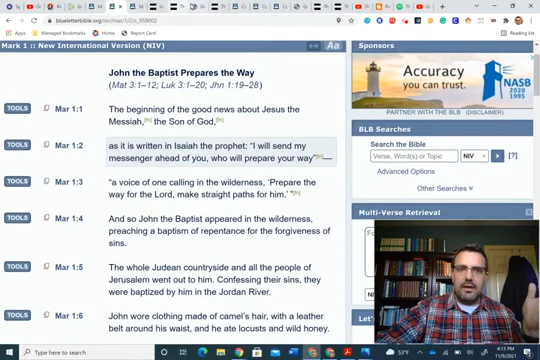 blueletterbible.org/niv/mar/1/2/s_958002
Apps
YouTube
Managed Bookmarks
Home
Email
Reading list
Mark 1 :: New International Version (NIV)
Aa
John the Baptist Prepares the Way
(Mat 3:1–12; Luk 3:1–20; Jhn 1:19–28)
TOOLS Mar 1:1 The beginning of the good news about Jesus the
Messiah, the Son of God,
TOOLS Mar 1:2 as it is written in Isaiah the prophet: “I will send my
messenger ahead of you, who will prepare your way”—
TOOLS Mar 1:3 “a voice of one calling in the wilderness, ‘Prepare the
way for the Lord, make straight paths for him.’ ”
TOOLS Mar 1:4 And so John the Baptist appeared in the wilderness,
preaching a baptism of repentance for the forgiveness of
sins.
TOOLS Mar 1:5 The whole Judean countryside and all the people of
Jerusalem went out to him. Confessing their sins, they
were baptized by him in the Jordan River.
TOOLS Mar 1:6 John wore clothing made of camel’s hair, with a leather
belt around his waist, and he ate locusts and wild honey.
Sponsors
Accuracy
you can trust.
NASB
2020
1995
PARTNER WITH THE BLB (DISCLAIMER)
BLB Searches
Search the Bible
Verse, Word(s) or Topic
NIV
[?]
Advanced Options
Other Searches
Multi-Verse Retrieval
x
Let's
Type here to search
53°F
4:13 PM
11/9/2021